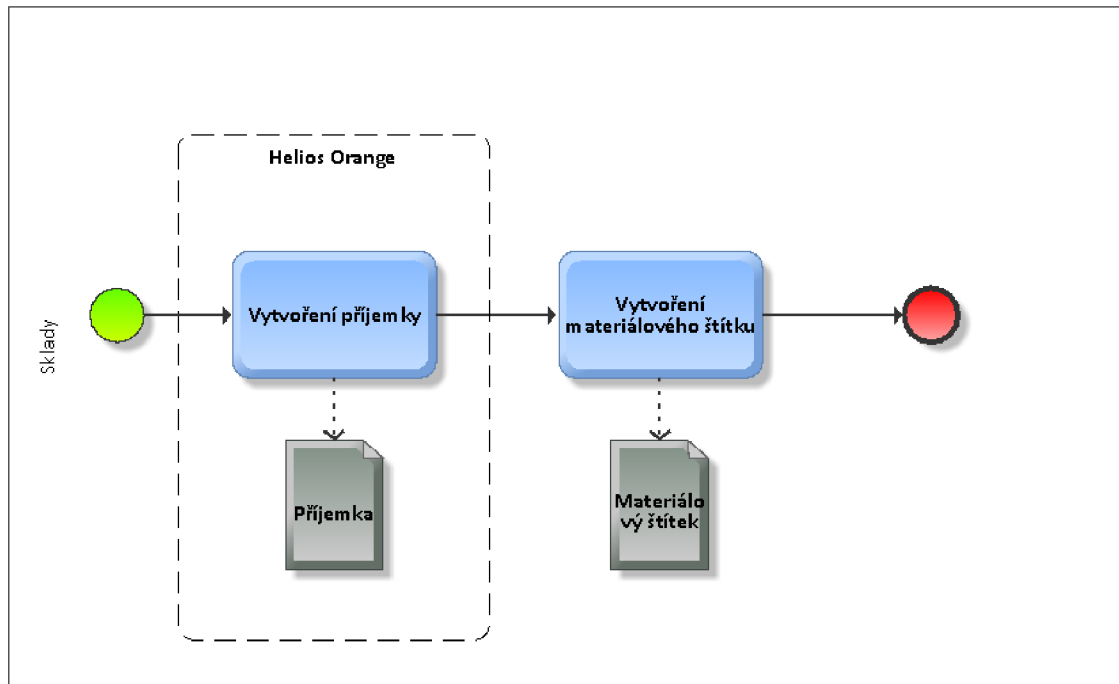 Helios Orange
Sklady
Vytvoření příjemky
Vytvoření
materiálového štítku
Příjemka
Materiálo
vý štítek